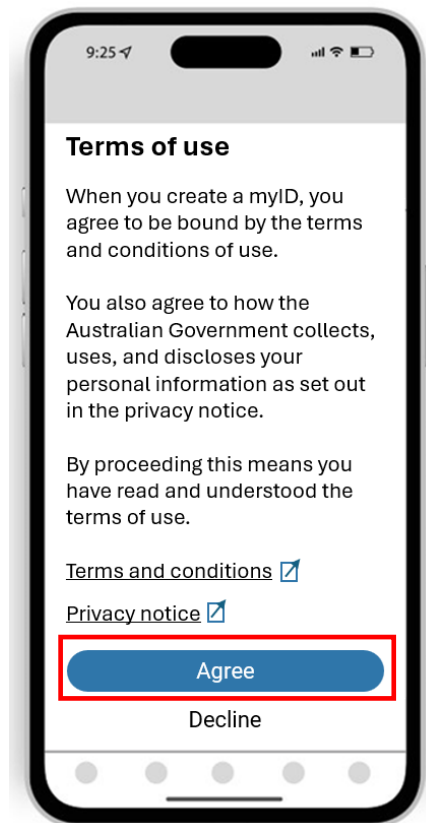 9:25
Terms of use
When you create a myID, you
agree to be bound by the terms
and conditions of use.
You also agree to how the
Australian Government collects,
uses, and discloses your
personal information as set out
in the privacy notice.
By proceeding this means you
have read and understood the
terms of use.
Terms and conditions
Privacy notice
Agree
Decline